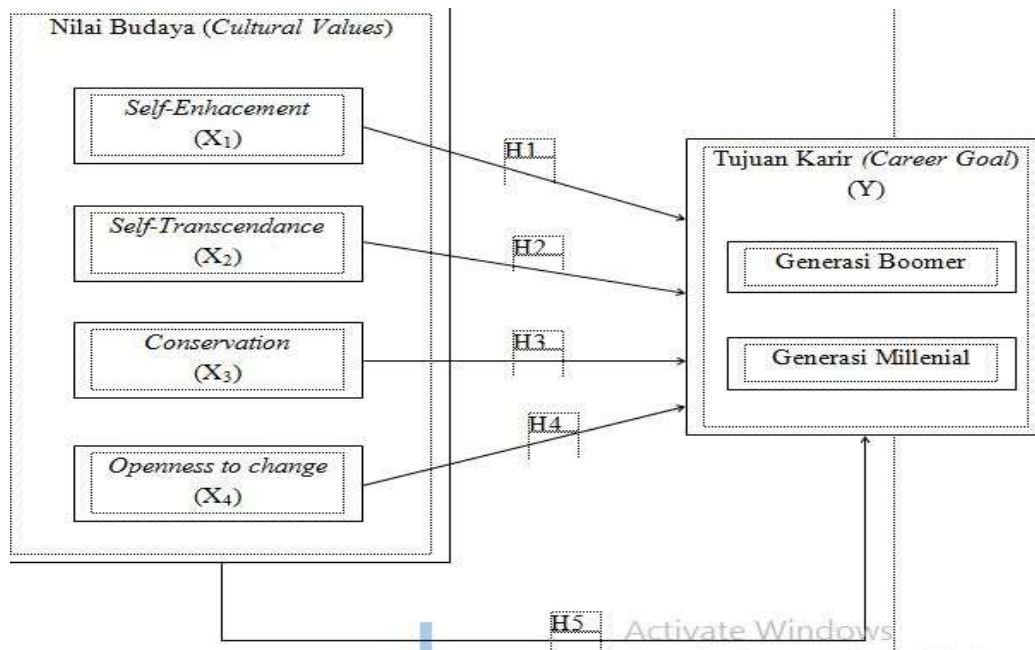 Nilai Budaya (Cultural Values)
Self-Enhacement
(X₁)
Self-Transcendance
(X₂)
Conservation
(X₃)
Openness to change
(X₄)
H1
H2
H3
H4
H5
Tujuan Karir (Career Goal)
(Y)
Generasi Boomer
Generasi Millenial
Activate Windows